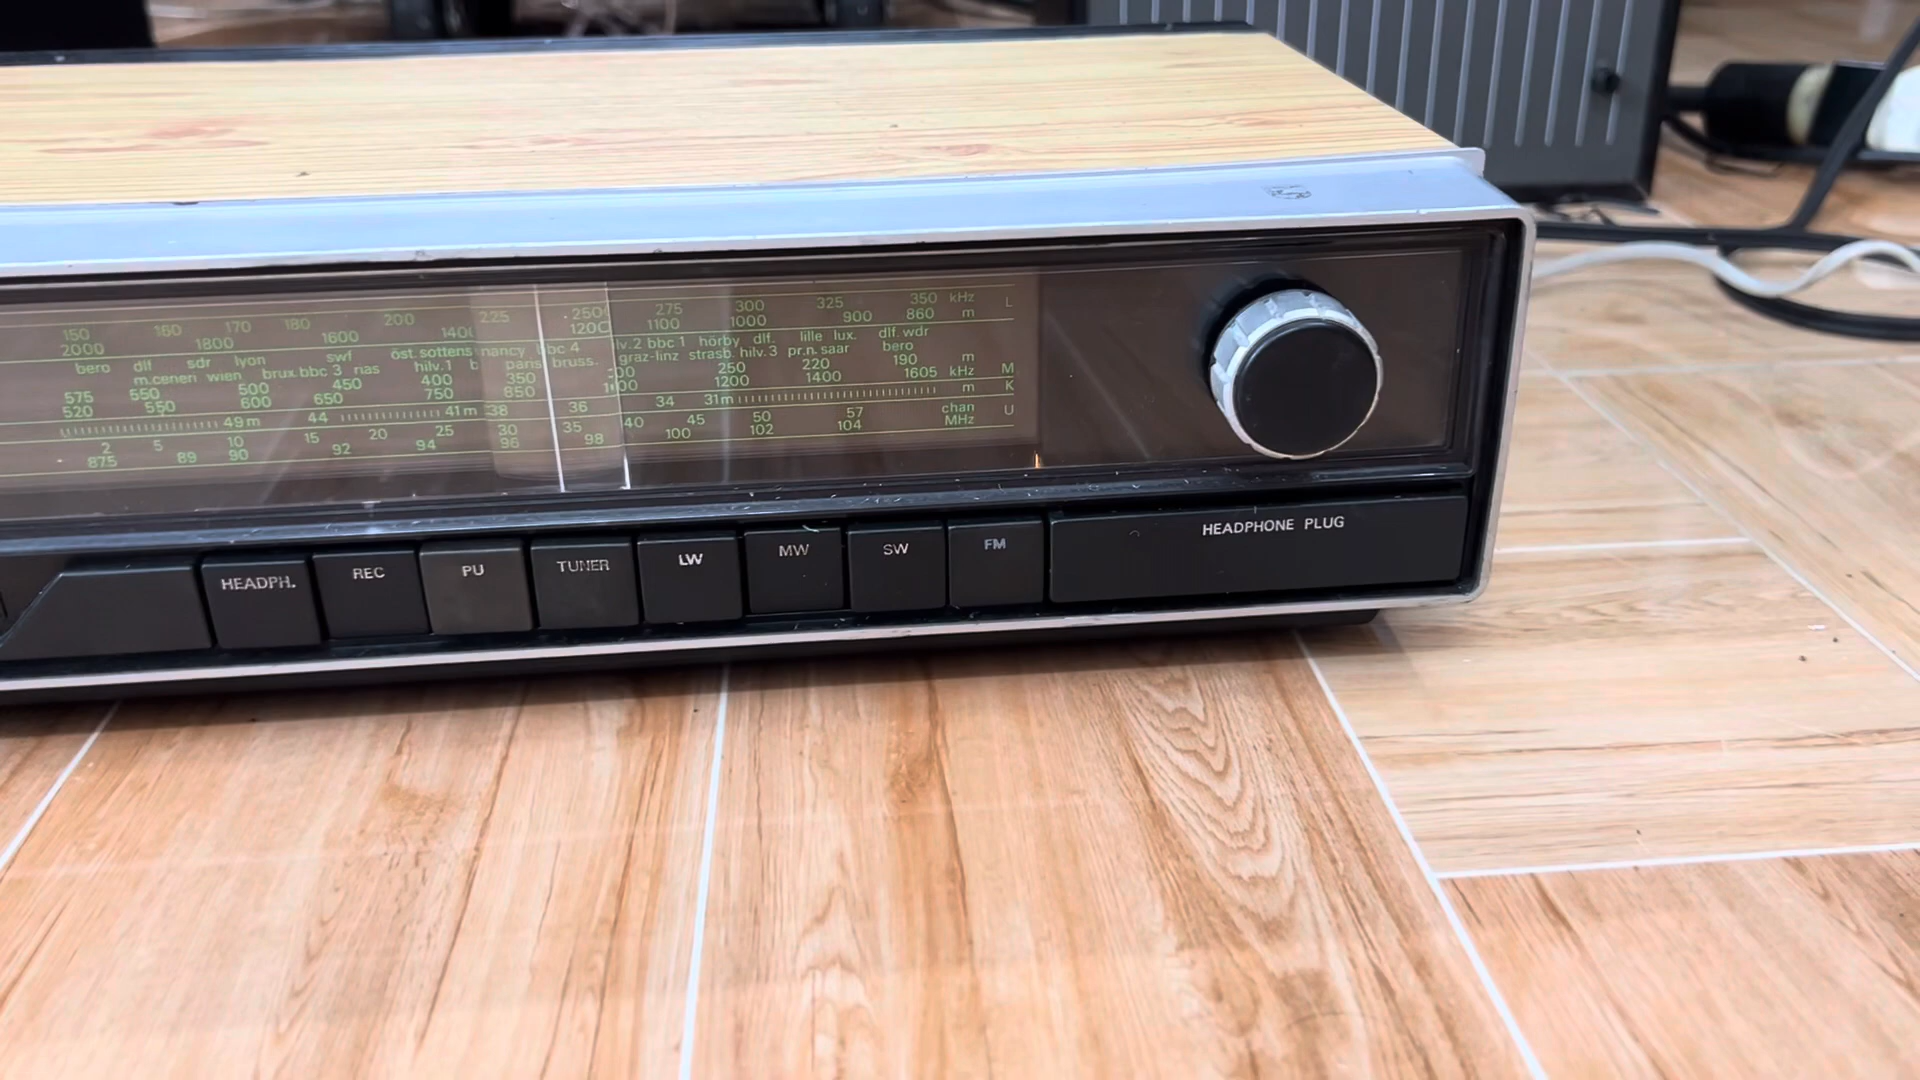 150 160 170 180 200 225 250 275 300 325 350 kHz L
2000 1800 1600 1100 1000 900 860 m
bero dlf sdr lyon swf öst. sottens nancy bbc 4 lv.2 bbc 1 hörby dlf. lille lux. dlf. wdr
m.ceneri wien brux. bbc 3 nas hilv.1 paris bruss. graz-linz strasb. hilv.3 pr.n. saar bero
575 550 500 450 400 350 250 220 190 m
520 550 600 650 750 850 1200 1400 1605 kHz M
49m 44 41m 38 36 34 31m m K
2 5 10 15 20 25 30 35 40 45 50 57 chan U
875 89 90 92 94 96 98 100 102 104 MHz
HEADPH. REC PU TUNER LW MW SW FM HEADPHONE PLUG